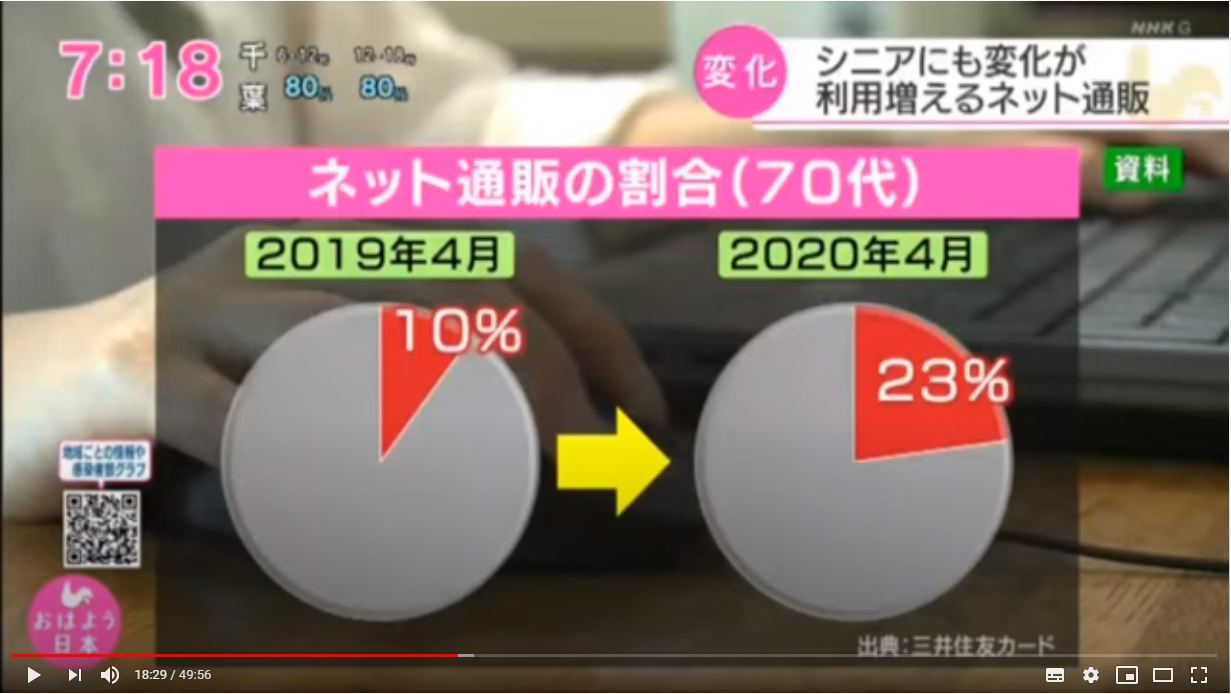 NHK G
7:18
千葉
6-12時
12-18時
80%
80%
変化
シニアにも変化が
利用増えるネット通販
ネット通販の割合(70代)
資料
2019年4月
2020年4月
10%
23%
地域ごとの情報や
感染者数グラフ
おはよう
日本
出典:三井住友カード
18:29 / 49:56